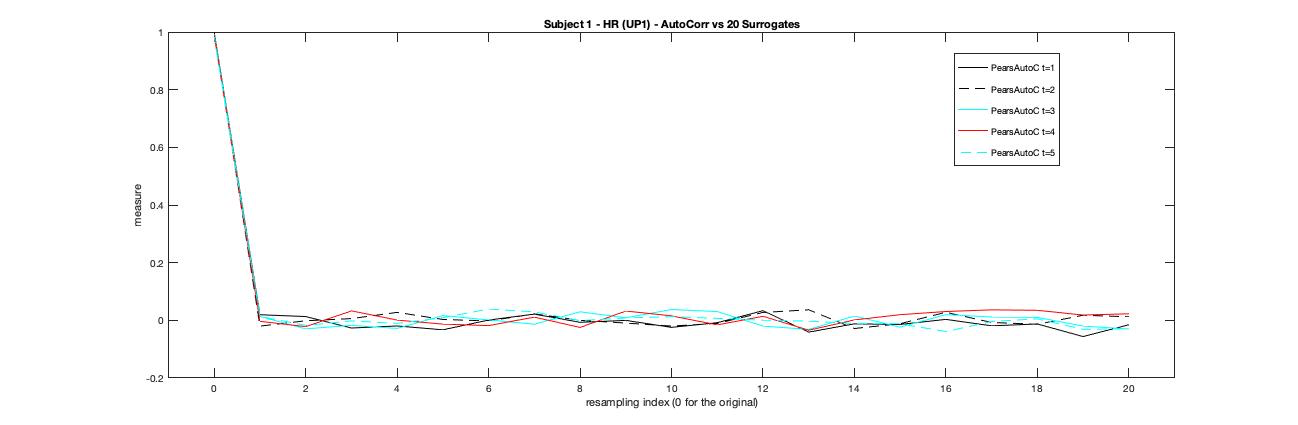 Subject 1 - HR (UP1) - AutoCorr vs 20 Surrogates
1
0.8
0.6
0.4
0.2
0
-0.2
measure
PearsAutoC t=1
PearsAutoC t=2
PearsAutoC t=3
PearsAutoC t=4
PearsAutoC t=5
0 2 4 6 8 10 12 14 16 18 20
resampling index (0 for the original)